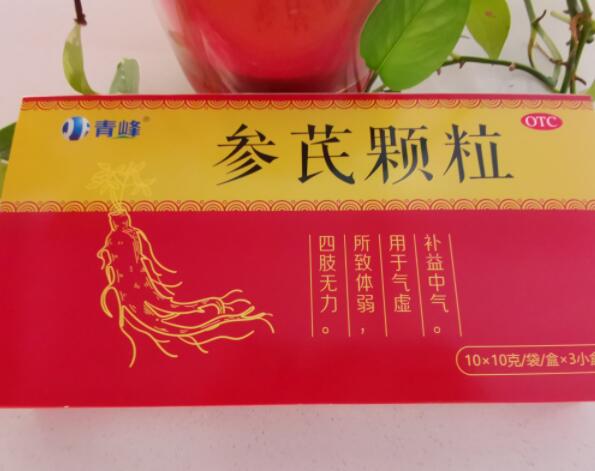 青峰®
参芪颗粒
OTC
补益中气。
用于气虚
所致体弱，
四肢无力。
10×10克/袋/盒×3小盒